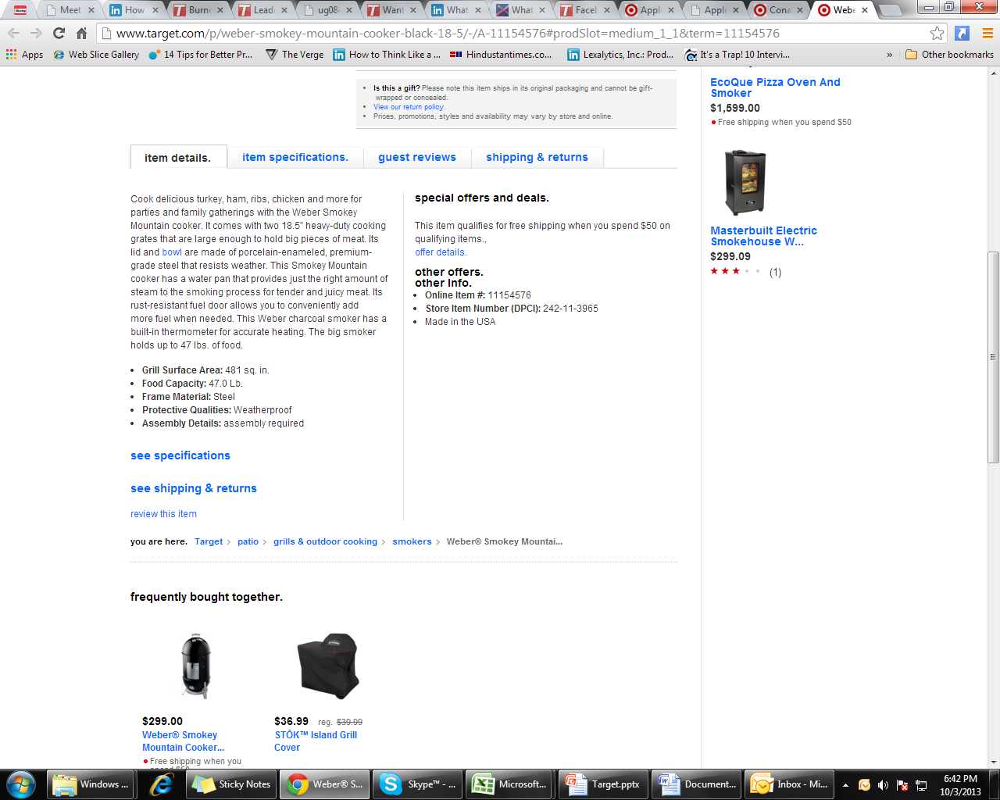 Meet
How
Burne
Lead
ug084
Want
What
What
Faceb
Apple
Apple
Cona
Webe
www.target.com/p/weber-smokey-mountain-cooker-black-18-5/-/A-11154576#prodSlot=medium_1_1&term=11154576
Apps Web Slice Gallery 14 Tips for Better Pr... The Verge How to Think Like a ... Hindustantimes.co... Lexalytics, Inc.: Prod... It's a Trap! 10 Intervi... » Other bookmarks
Is this a gift? Please note this item ships in its original packaging and cannot be gift-
wrapped or concealed.
View our return policy.
Prices, promotions, styles and availability may vary by store and online.
item details. item specifications. guest reviews shipping & returns
Cook delicious turkey, ham, ribs, chicken and more for
parties and family gatherings with the Weber Smokey
Mountain cooker. It comes with two 18.5" heavy-duty cooking
grates that are large enough to hold big pieces of meat. Its
lid and bowl are made of porcelain-enameled, premium-
grade steel that resists weather. This Smokey Mountain
cooker has a water pan that provides just the right amount of
steam to the smoking process for tender and juicy meat. Its
rust-resistant fuel door allows you to conveniently add
more fuel when needed. This Weber charcoal smoker has a
built-in thermometer for accurate heating. The big smoker
holds up to 47 lbs. of food.
Grill Surface Area: 481 sq. in.
Food Capacity: 47.0 Lb.
Frame Material: Steel
Protective Qualities: Weatherproof
Assembly Details: assembly required
see specifications
see shipping & returns
review this item
special offers and deals.
This item qualifies for free shipping when you spend $50 on
qualifying items.,
offer details.
other offers.
other Info.
Online Item #: 11154576
Store Item Number (DPCI): 242-11-3965
Made in the USA
EcoQue Pizza Oven And
Smoker
$1,599.00
Free shipping when you spend $50
Masterbuilt Electric
Smokehouse W...
$299.09
(1)
you are here. Target > patio > grills & outdoor cooking > smokers > Weber® Smokey Mountai...
frequently bought together.
$299.00
Weber® Smokey
Mountain Cooker...
Free shipping when you
spend $50
$36.99 reg. $39.99
STŌK™ Island Grill
Cover
Windows ... Sticky Notes Weber® S... Skype™ - ... Microsoft... Target.pptx Document... Inbox - Mi...
6:42 PM
10/3/2013